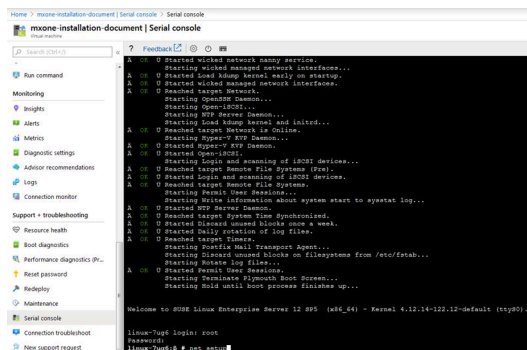 Home > mxone-installation-document | Serial console > Serial console
mxone-installation-document | Serial console
Virtual machine
Search (Ctrl+/)
«
? Feedback
Run command
Monitoring
Insights
Alerts
Metrics
Diagnostic settings
Advisor recommendations
Logs
Connection monitor
Support + troubleshooting
Resource health
Boot diagnostics
Performance diagnostics (Pr...
Reset password
Redeploy
Maintenance
Serial console
Connection troubleshoot
New support request
OK Started wicked network nanny service.
Starting wicked managed network interfaces...
OK Started Load kdump kernel early on startup.
OK Started wicked managed network interfaces.
OK Reached target Network.
Starting OpenSSH Daemon...
Starting Open-iSCSI...
Starting NTP Server Daemon...
Starting Load kdump kernel and initrd...
OK Reached target Network is Online.
Starting Hyper-V KVP Daemon...
OK Started Hyper-V KVP Daemon.
OK Started Open-iSCSI.
Starting Login and scanning of iSCSI devices...
OK Reached target Remote File Systems (Pre).
OK Started Login and scanning of iSCSI devices.
OK Reached target Remote File Systems.
Starting Permit User Sessions...
Starting Write information about system start to sysstat log...
OK Started NTP Server Daemon.
OK Reached target System Time Synchronized.
OK Started Discard unused blocks once a week.
OK Started Daily rotation of log files.
OK Reached target Timers.
Starting Postfix Mail Transport Agent...
Starting Discard unused blocks on filesystems from /etc/fstab...
Starting Rotate log files...
OK Started Permit User Sessions.
Starting Terminate Plymouth Boot Screen...
Starting Hold until boot process finishes up...
Welcome to SUSE Linux Enterprise Server 12 SP5 (x86_64) - Kernel 4.12.14-122.12-default (ttyS0).
linux-7ug6 login: root
Password:
linux-7ug6:~ # net_setup